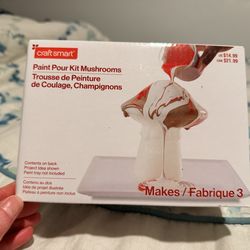 craft smart
US $14.99
CAN $21.99
Paint Pour Kit Mushrooms
Trousse de Peinture
de Coulage, Champignons
Contents on back
Project idea shown
Paint tray not included
Contenu au dos
Idée de projet illustrée
Plateau à peinture non inclus
Makes / Fabrique 3